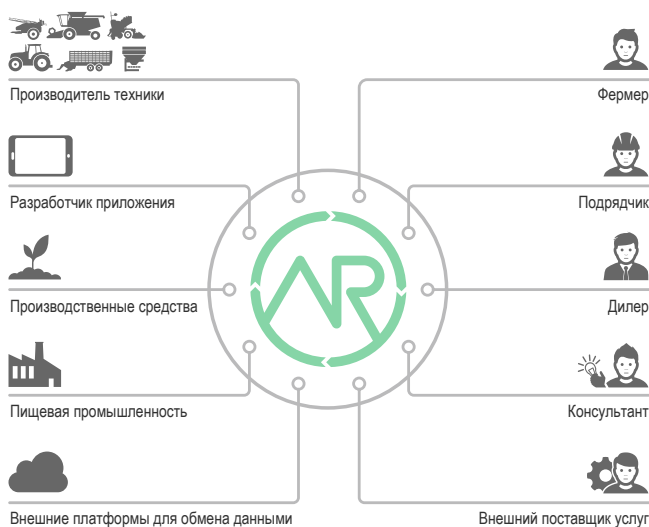 Производитель техники
Фермер
Разработчик приложения
Подрядчик
AR
Производственные средства
Дилер
Пищевая промышленность
Консультант
Внешние платформы для обмена данными
Внешний поставщик услуг